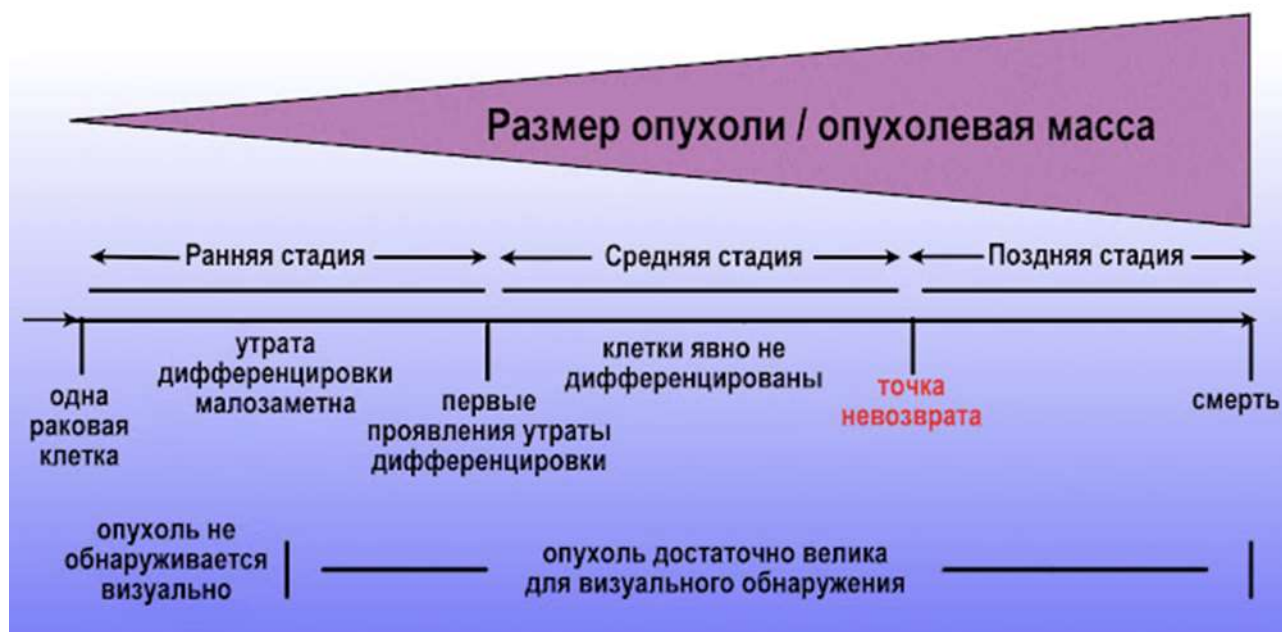 Размер опухоли / опухолевая масса
Ранняя стадия
Средняя стадия
Поздняя стадия
одна
раковая
клетка
утрата
дифференцировки
малозаметна
первые
проявления утраты
дифференцировки
клетки явно не
дифференцированы
точка
невозврата
смерть
опухоль не
обнаруживается
визуально
опухоль достаточно велика
для визуального обнаружения